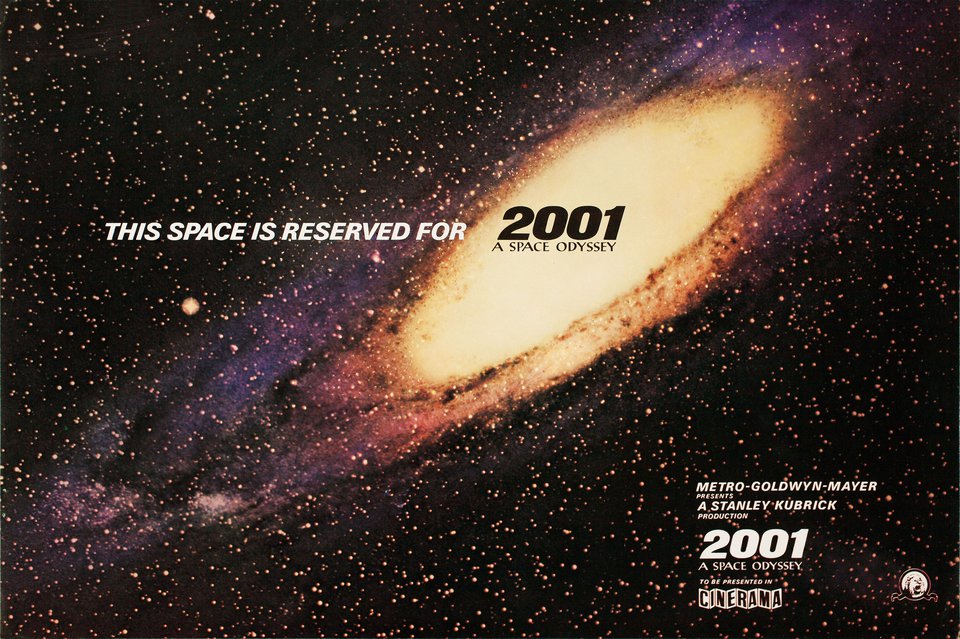 THIS SPACE IS RESERVED FOR
2001
A SPACE ODYSSEY
METRO-GOLDWYN-MAYER
PRESENTS
A STANLEY KUBRICK
PRODUCTION
2001
A SPACE ODYSSEY
TO BE PRESENTED IN
CINERAMA